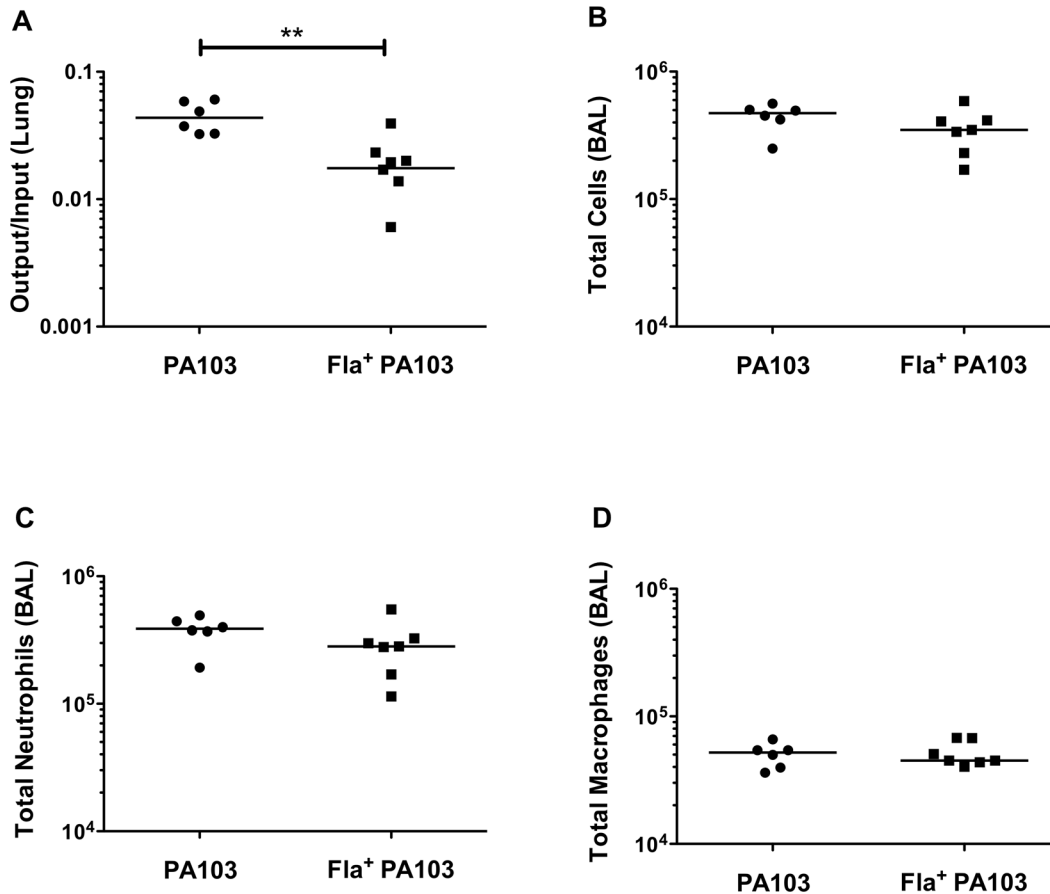 A
**
Output/Input (Lung)
0.1
0.01
0.001
PA103 Fla⁺ PA103
B
Total Cells (BAL)
10⁶
10⁵
10⁴
PA103 Fla⁺ PA103
C
Total Neutrophils (BAL)
10⁶
10⁵
10⁴
PA103 Fla⁺ PA103
D
Total Macrophages (BAL)
10⁶
10⁵
10⁴
PA103 Fla⁺ PA103